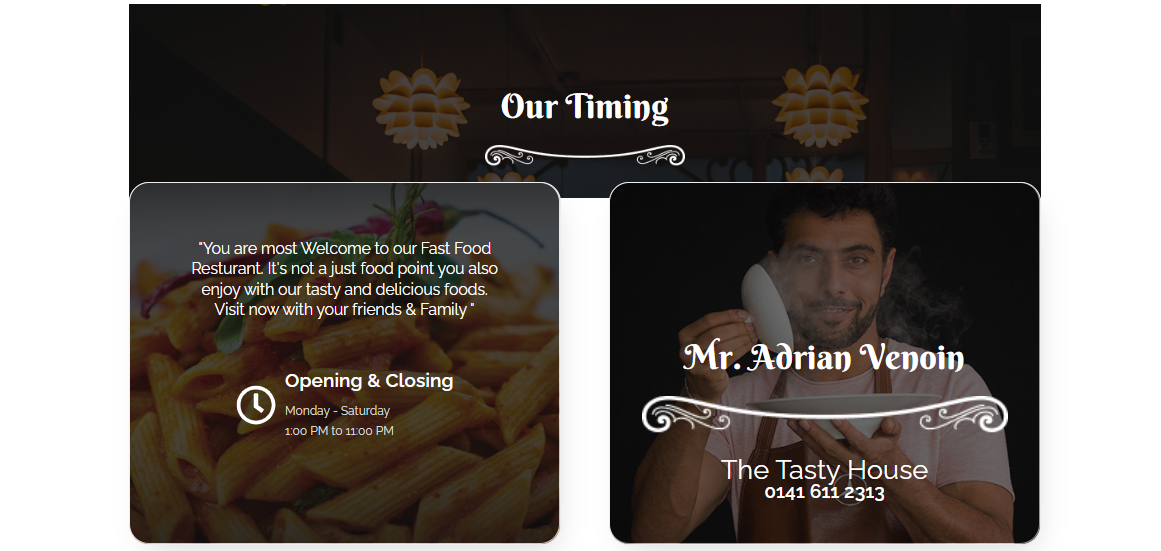 Our Timing
"You are most Welcome to our Fast Food
Resturant. It's not a just food point you also
enjoy with our tasty and delicious foods.
Visit now with your friends & Family "
Opening & Closing
Monday - Saturday
1:00 PM to 11:00 PM
Mr. Adrian Venoin
The Tasty House
0141 611 2313